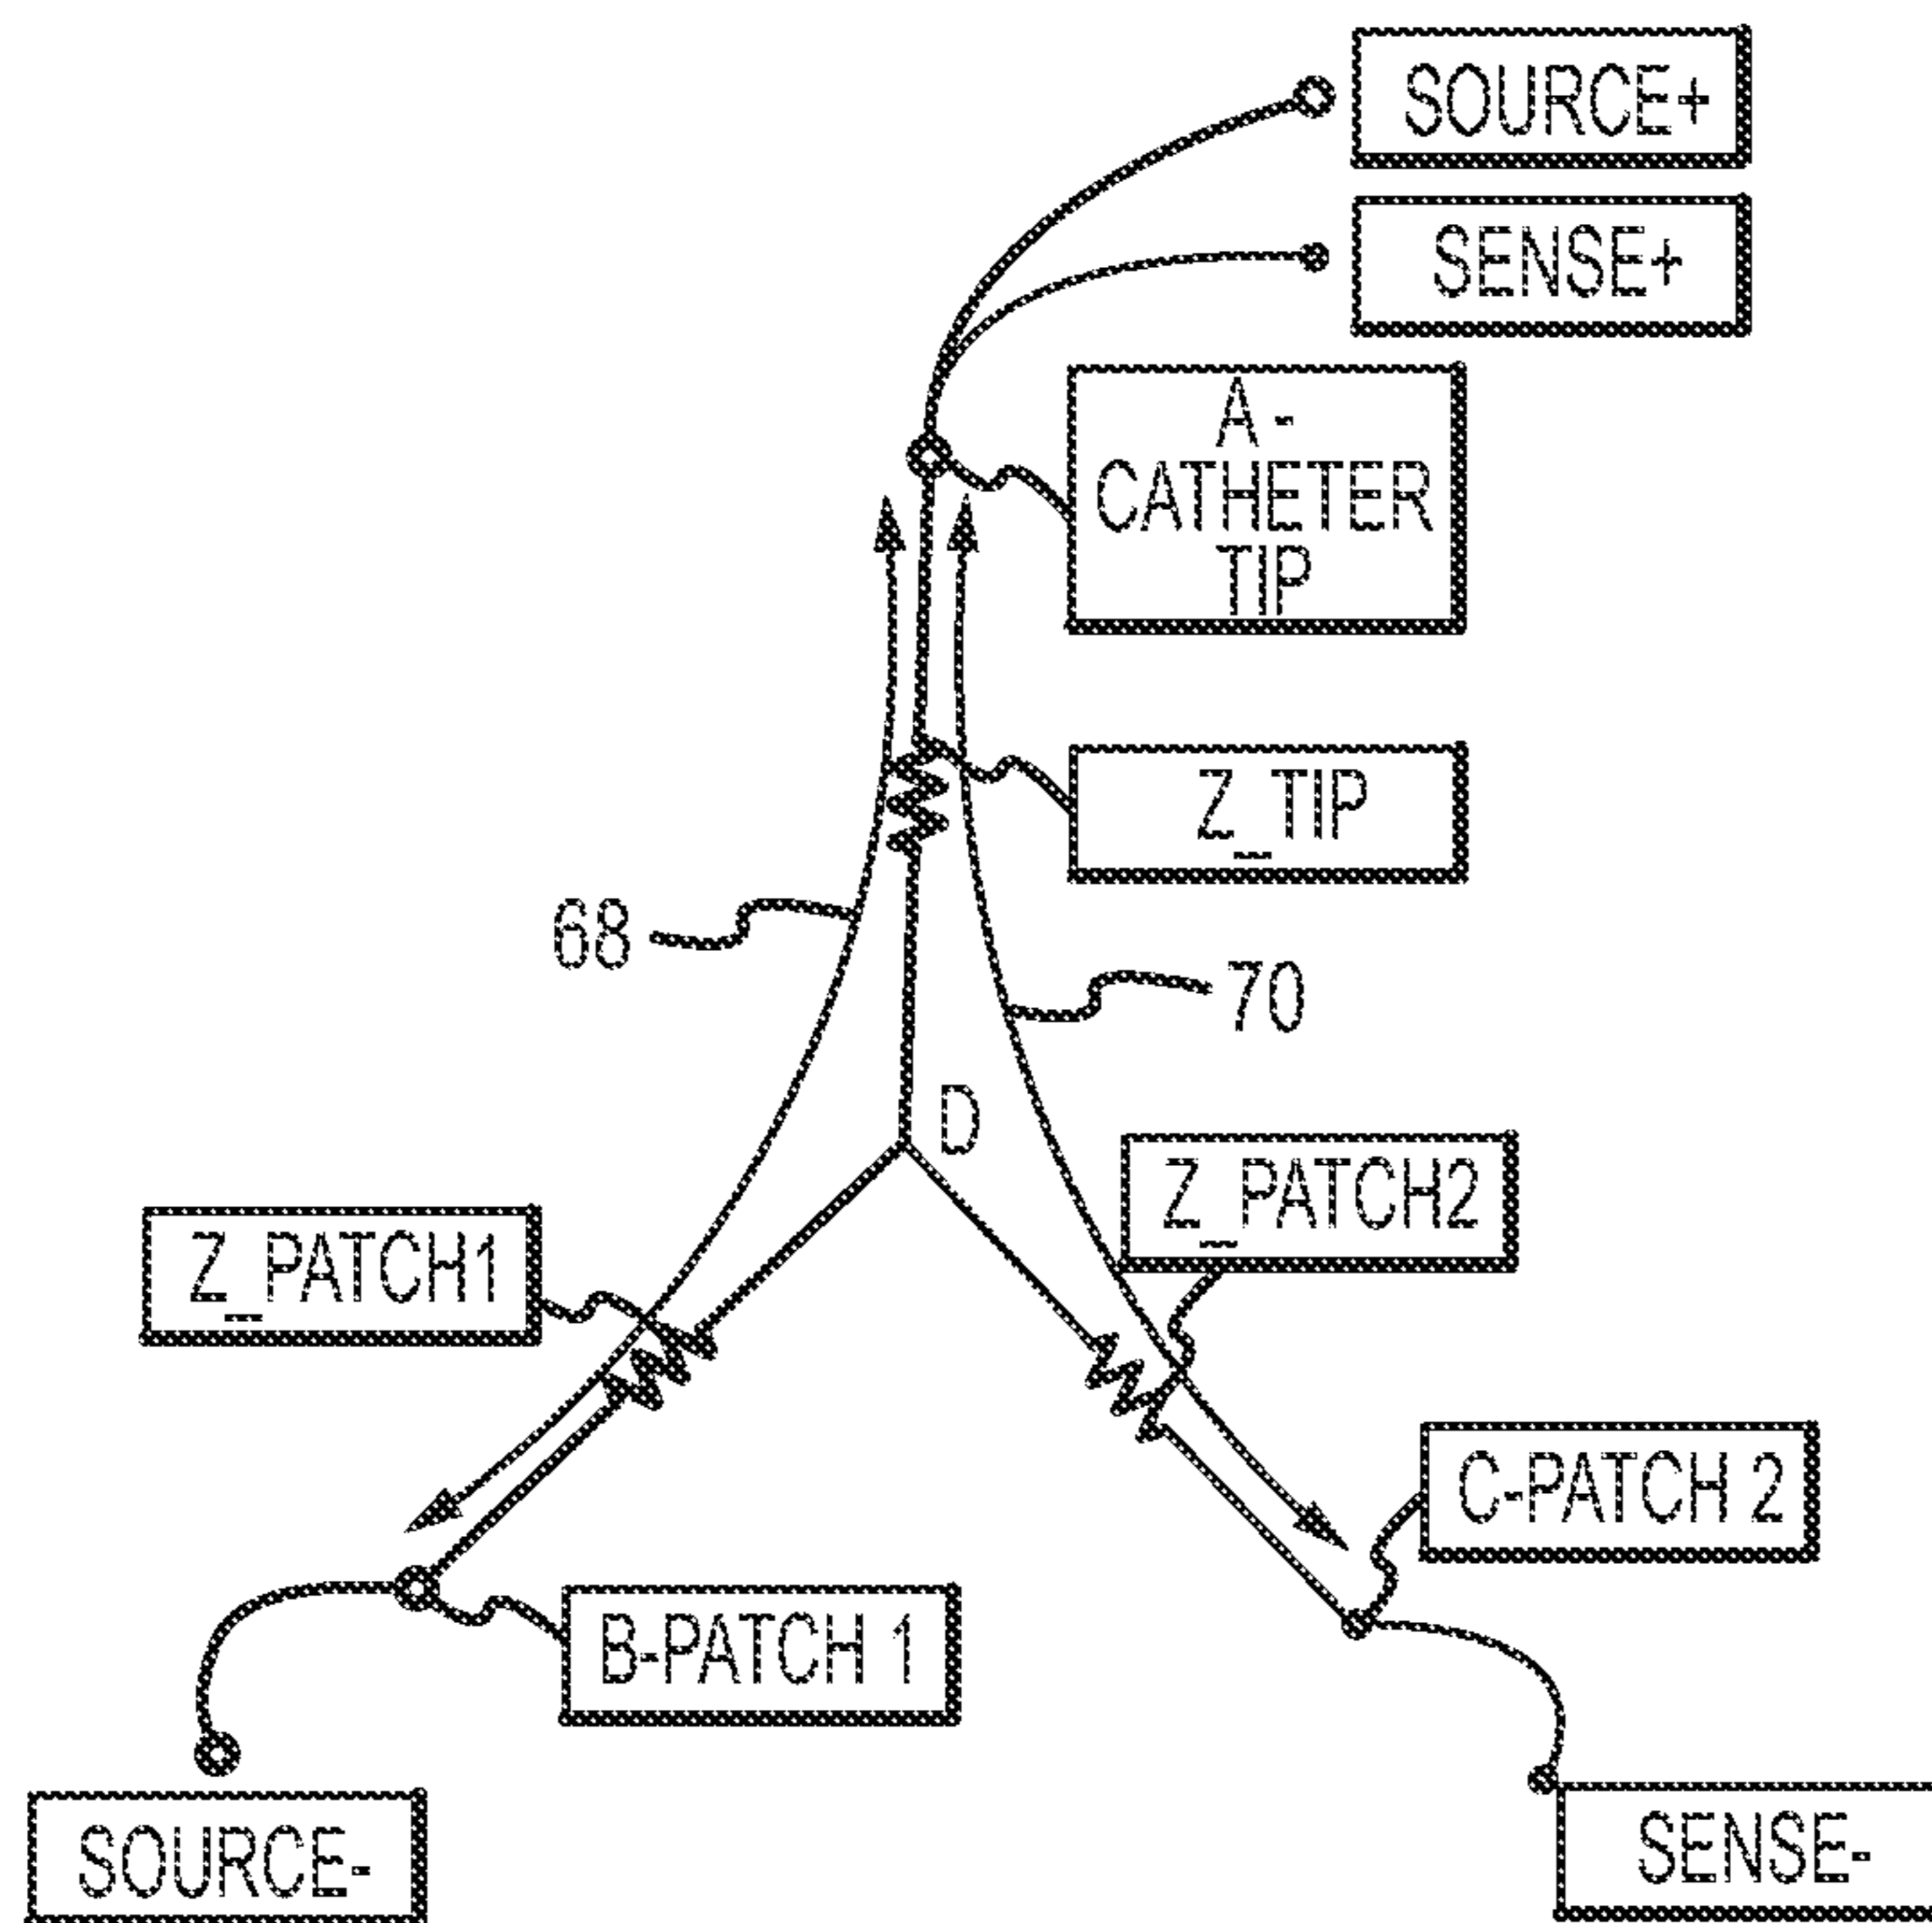 SOURCE+
SENSE+
A -
CATHETER
TIP
Z_TIP
68
70
D
Z_PATCH2
Z_PATCH1
C-PATCH 2
B-PATCH 1
SOURCE-
SENSE-